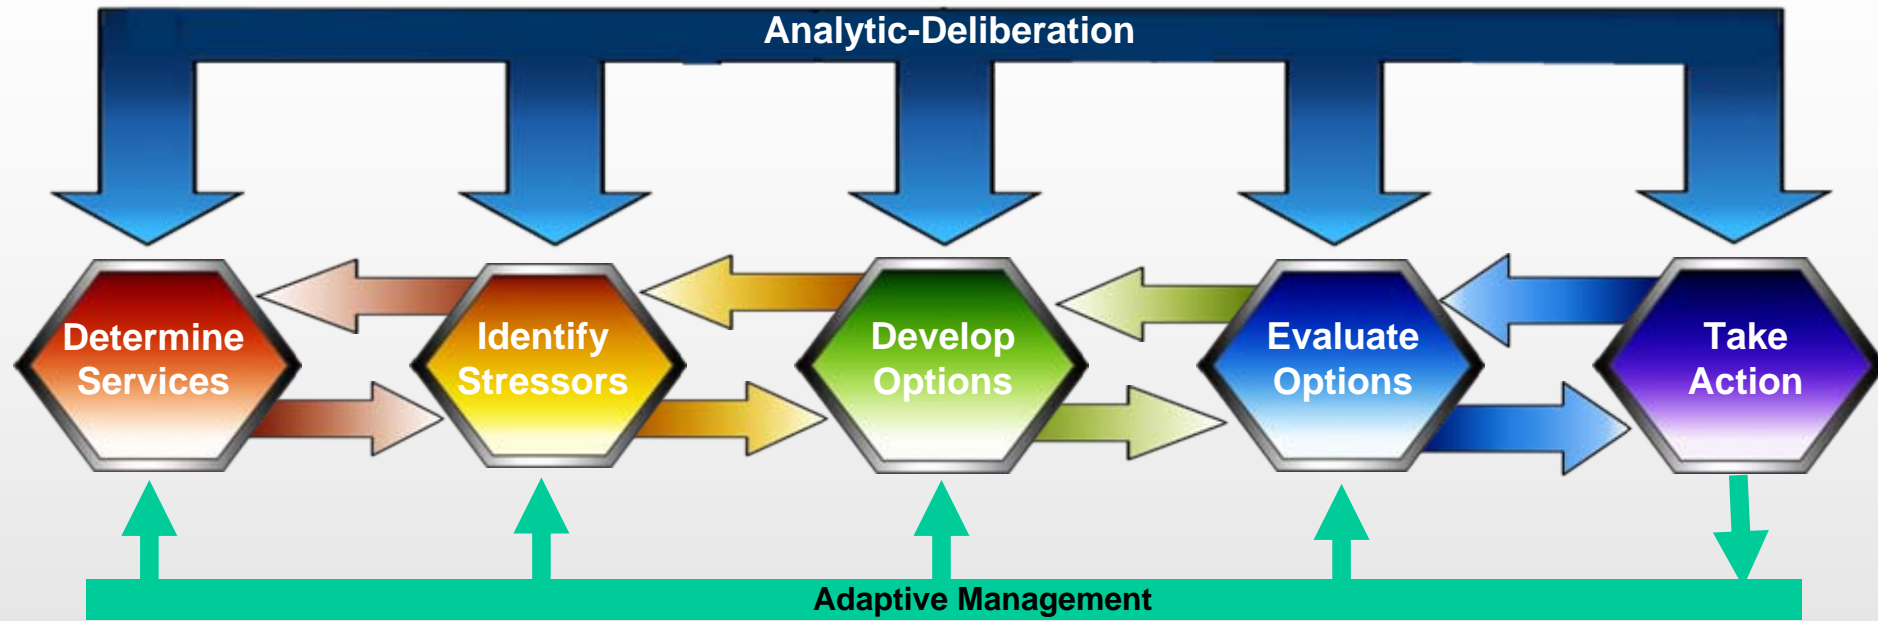 Analytic-Deliberation
Determine
Services
Identify
Stressors
Develop
Options
Evaluate
Options
Take
Action
Adaptive Management